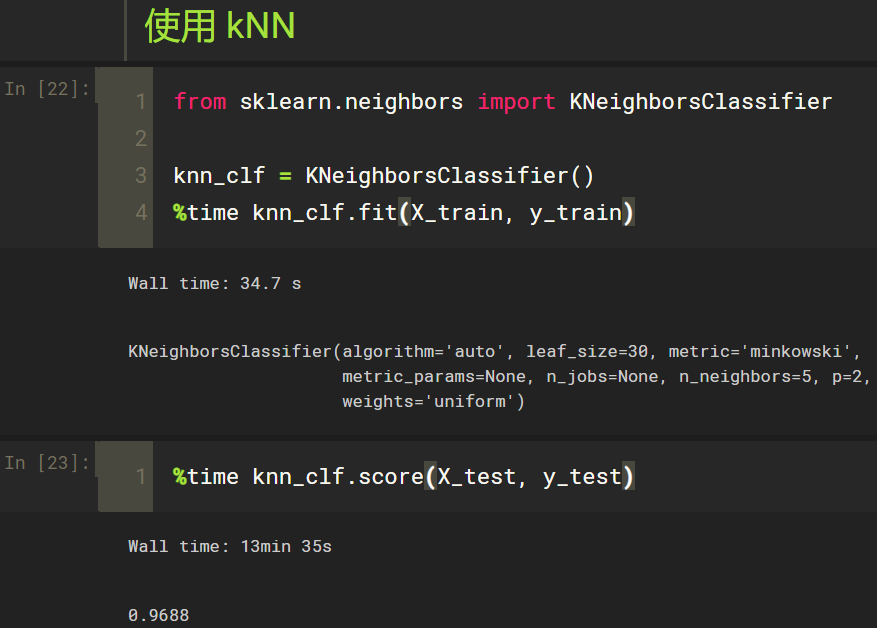 使用 kNN
In [22]:
1 from sklearn.neighbors import KNeighborsClassifier
2
3 knn_clf = KNeighborsClassifier()
4 %time knn_clf.fit(X_train, y_train)
Wall time: 34.7 s
KNeighborsClassifier(algorithm='auto', leaf_size=30, metric='minkowski',
metric_params=None, n_jobs=None, n_neighbors=5, p=2,
weights='uniform')
In [23]:
1 %time knn_clf.score(X_test, y_test)
Wall time: 13min 35s
0.9688